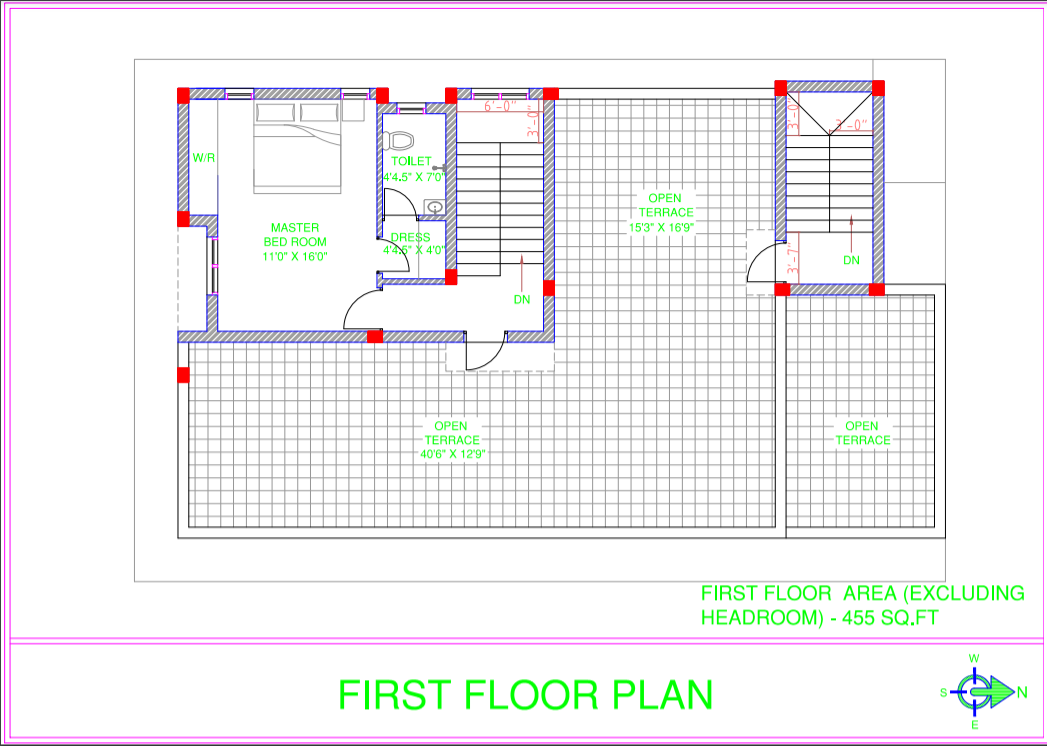 6'-0"
3'-0"
W/R
TOILET
4'4.5" X 7'0"
MASTER
BED ROOM
11'0" X 16'0"
DRESS
4'4.5" X 4'0"
DN
OPEN
TERRACE
15'3" X 16'9"
3'-0"
3'-0"
3'-7"
DN
OPEN
TERRACE
40'6" X 12'9"
OPEN
TERRACE
FIRST FLOOR AREA (EXCLUDING
HEADROOM) - 455 SQ.FT
FIRST FLOOR PLAN
W
S
N
E